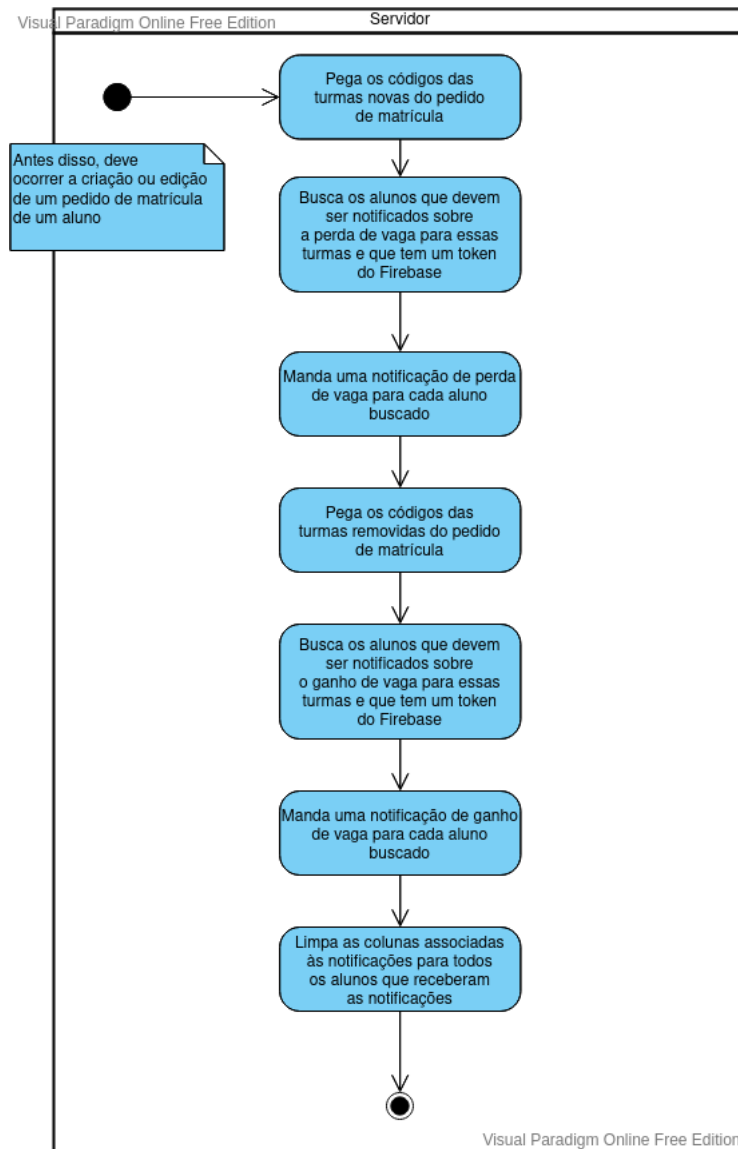 Visual Paradigm Online Free Edition
Servidor
Pega os códigos das
turmas novas do pedido
de matrícula
Antes disso, deve
ocorrer a criação ou edição
de um pedido de matrícula
de um aluno
Busca os alunos que devem
ser notificados sobre
a perda de vaga para essas
turmas e que tem um token
do Firebase
Manda uma notificação de perda
de vaga para cada aluno
buscado
Pega os códigos das
turmas removidas do pedido
de matrícula
Busca os alunos que devem
ser notificados sobre
o ganho de vaga para essas
turmas e que tem um token
do Firebase
Manda uma notificação de ganho
de vaga para cada aluno
buscado
Limpa as colunas associadas
às notificações para todos
os alunos que receberam
as notificações
Visual Paradigm Online Free Edition